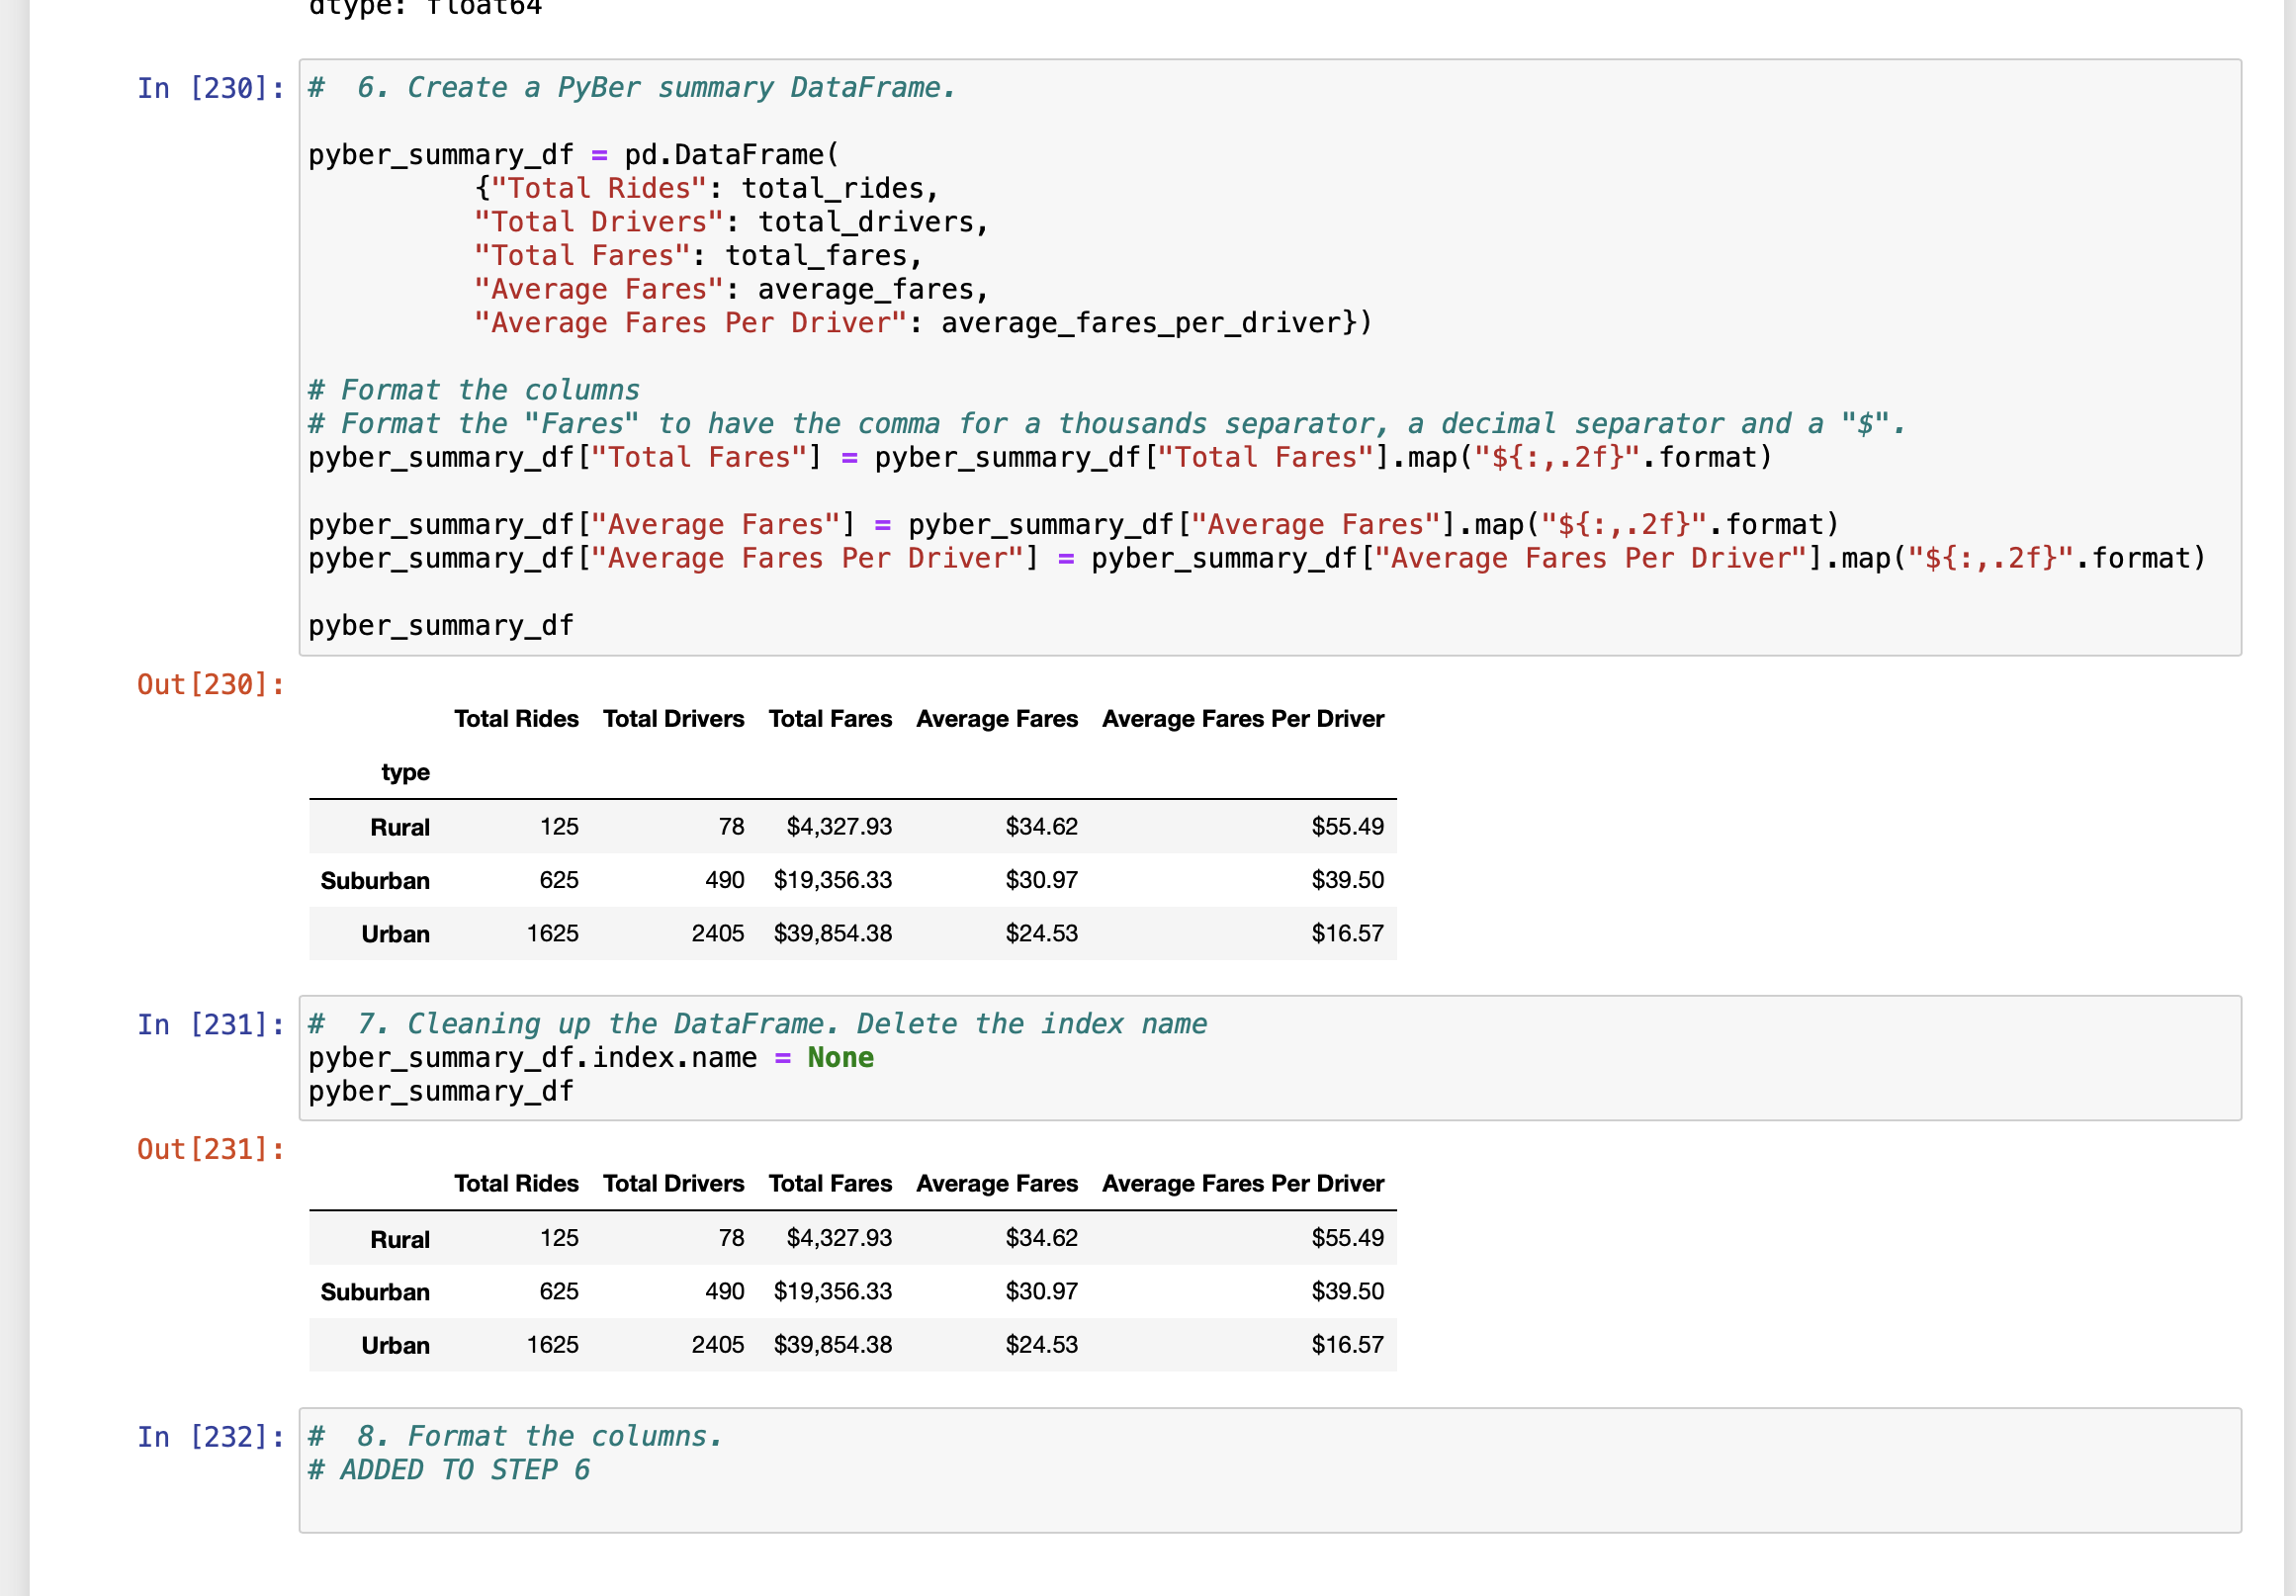 dtype: float64
In [230]: #  6. Create a PyBer summary DataFrame.
pyber_summary_df = pd.DataFrame(
{"Total Rides": total_rides,
"Total Drivers": total_drivers,
"Total Fares": total_fares,
"Average Fares": average_fares,
"Average Fares Per Driver": average_fares_per_driver})
# Format the columns
# Format the "Fares" to have the comma for a thousands separator, a decimal separator and a "$".
pyber_summary_df["Total Fares"] = pyber_summary_df["Total Fares"].map("${:,.2f}".format)
pyber_summary_df["Average Fares"] = pyber_summary_df["Average Fares"].map("${:,.2f}".format)
pyber_summary_df["Average Fares Per Driver"] = pyber_summary_df["Average Fares Per Driver"].map("${:,.2f}".format)
pyber_summary_df
Out[230]:
Total Rides Total Drivers Total Fares Average Fares Average Fares Per Driver
type
Rural 125 78 $4,327.93 $34.62 $55.49
Suburban 625 490 $19,356.33 $30.97 $39.50
Urban 1625 2405 $39,854.38 $24.53 $16.57
In [231]: #  7. Cleaning up the DataFrame. Delete the index name
pyber_summary_df.index.name = None
pyber_summary_df
Out[231]:
Total Rides Total Drivers Total Fares Average Fares Average Fares Per Driver
Rural 125 78 $4,327.93 $34.62 $55.49
Suburban 625 490 $19,356.33 $30.97 $39.50
Urban 1625 2405 $39,854.38 $24.53 $16.57
In [232]: #  8. Format the columns.
# ADDED TO STEP 6